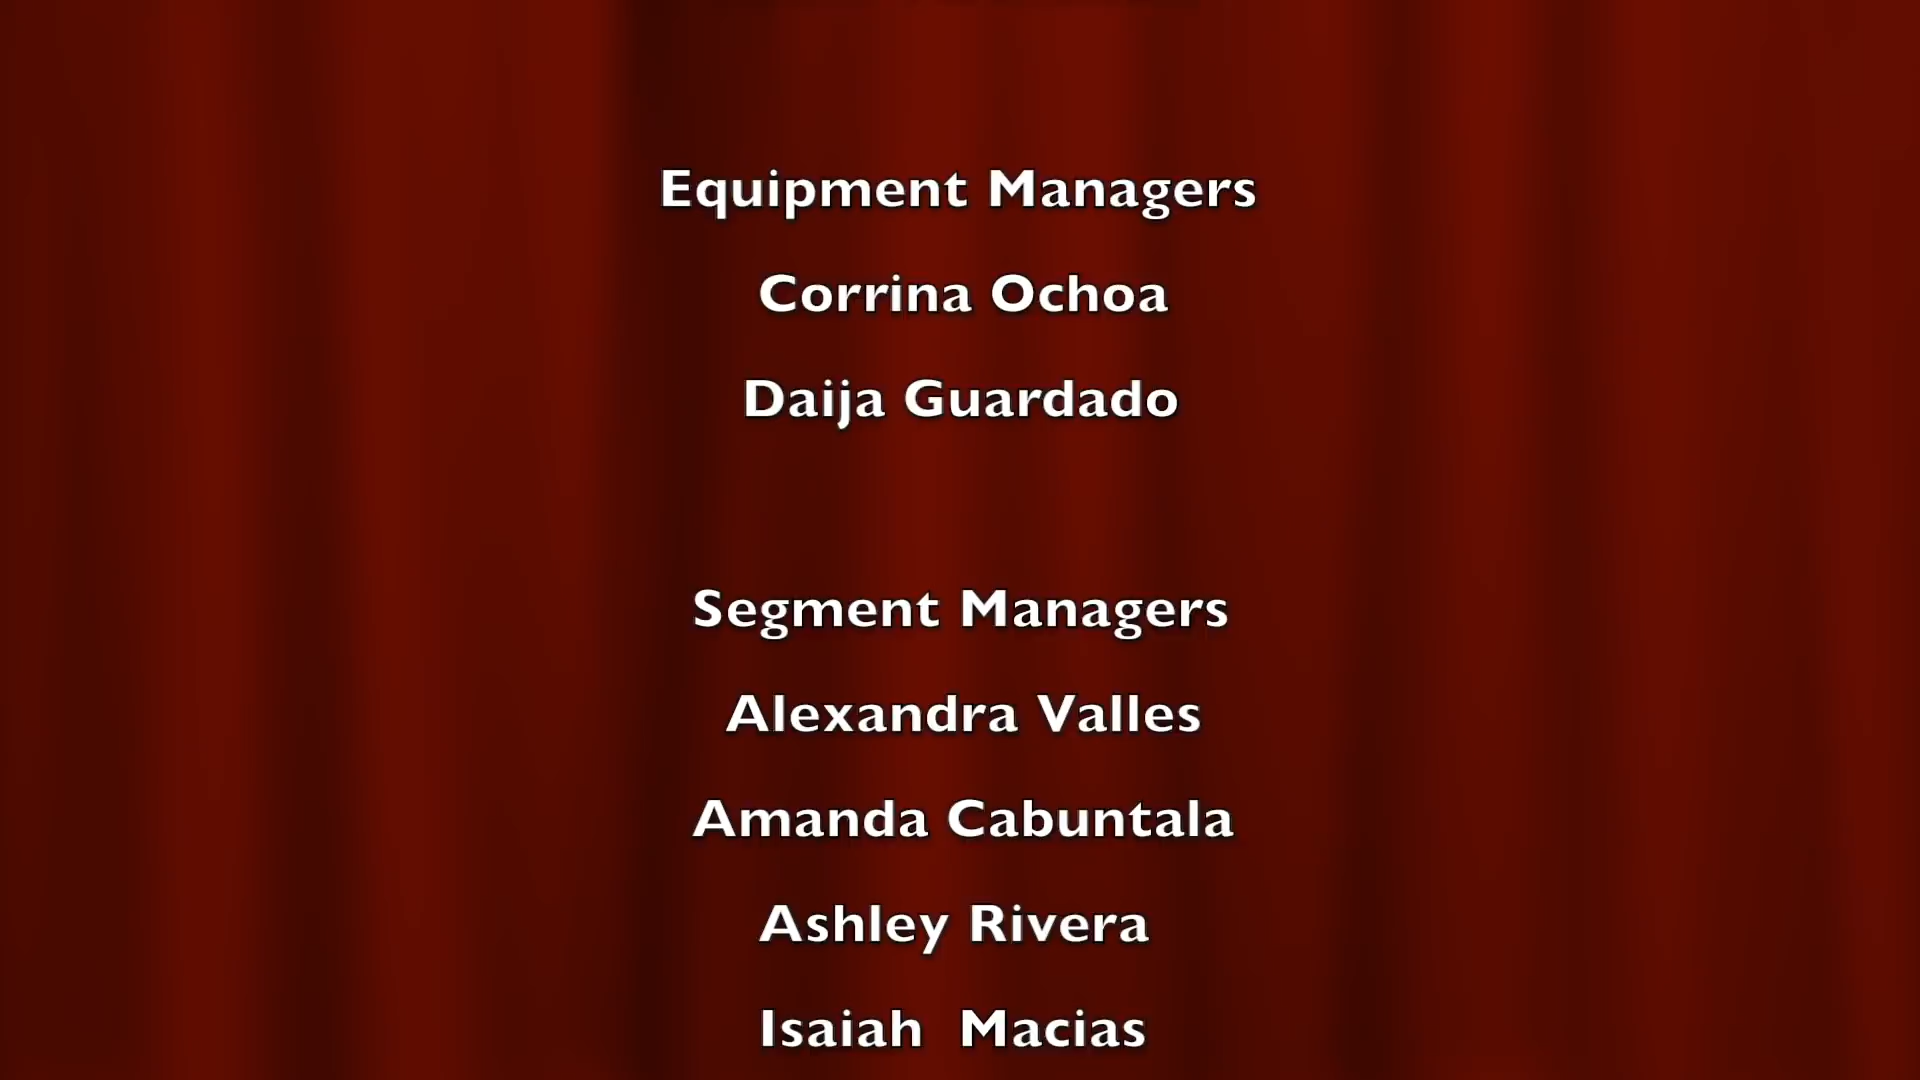 Equipment Managers
Corrina Ochoa
Daija Guardado
Segment Managers
Alexandra Valles
Amanda Cabuntala
Ashley Rivera
Isaiah  Macias